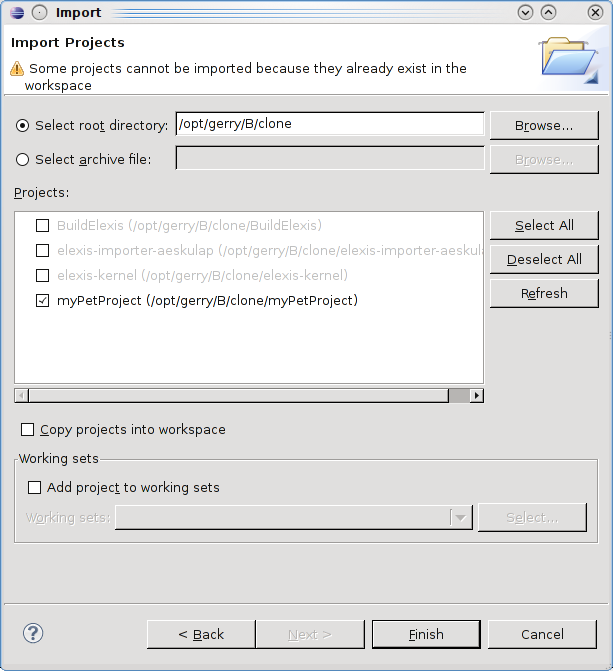 Import
Import Projects
Some projects cannot be imported because they already exist in the
workspace
Select root directory: /opt/gerry/B/clone Browse...
Select archive file: Browse...
Projects:
BuildElexis (/opt/gerry/B/clone/BuildElexis) Select All
elexis-importer-aeskulap (/opt/gerry/B/clone/elexis-importer-aeskula Deselect All
elexis-kernel (/opt/gerry/B/clone/elexis-kernel)
Refresh
myPetProject (/opt/gerry/B/clone/myPetProject)
Copy projects into workspace
Working sets
Add project to working sets
Working sets: Select...
? < Back Next > Finish Cancel